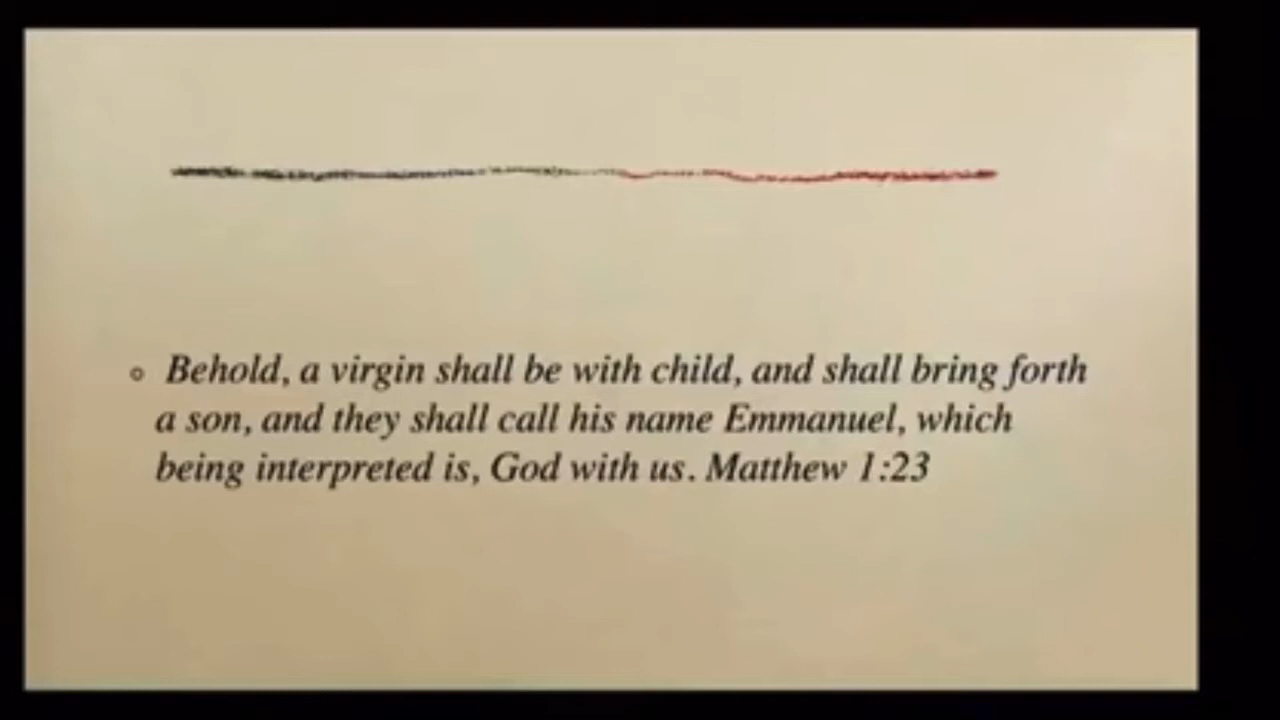 Behold, a virgin shall be with child, and shall bring forth
a son, and they shall call his name Emmanuel, which
being interpreted is, God with us. Matthew 1:23